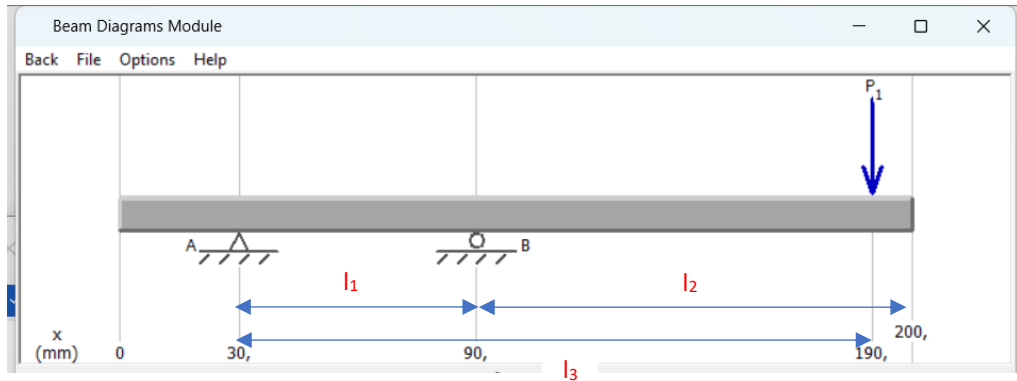 Beam Diagrams Module
Back File Options Help
P1
A
B
l1
l2
x
(mm)
0
30,
90,
190,
200,
l3